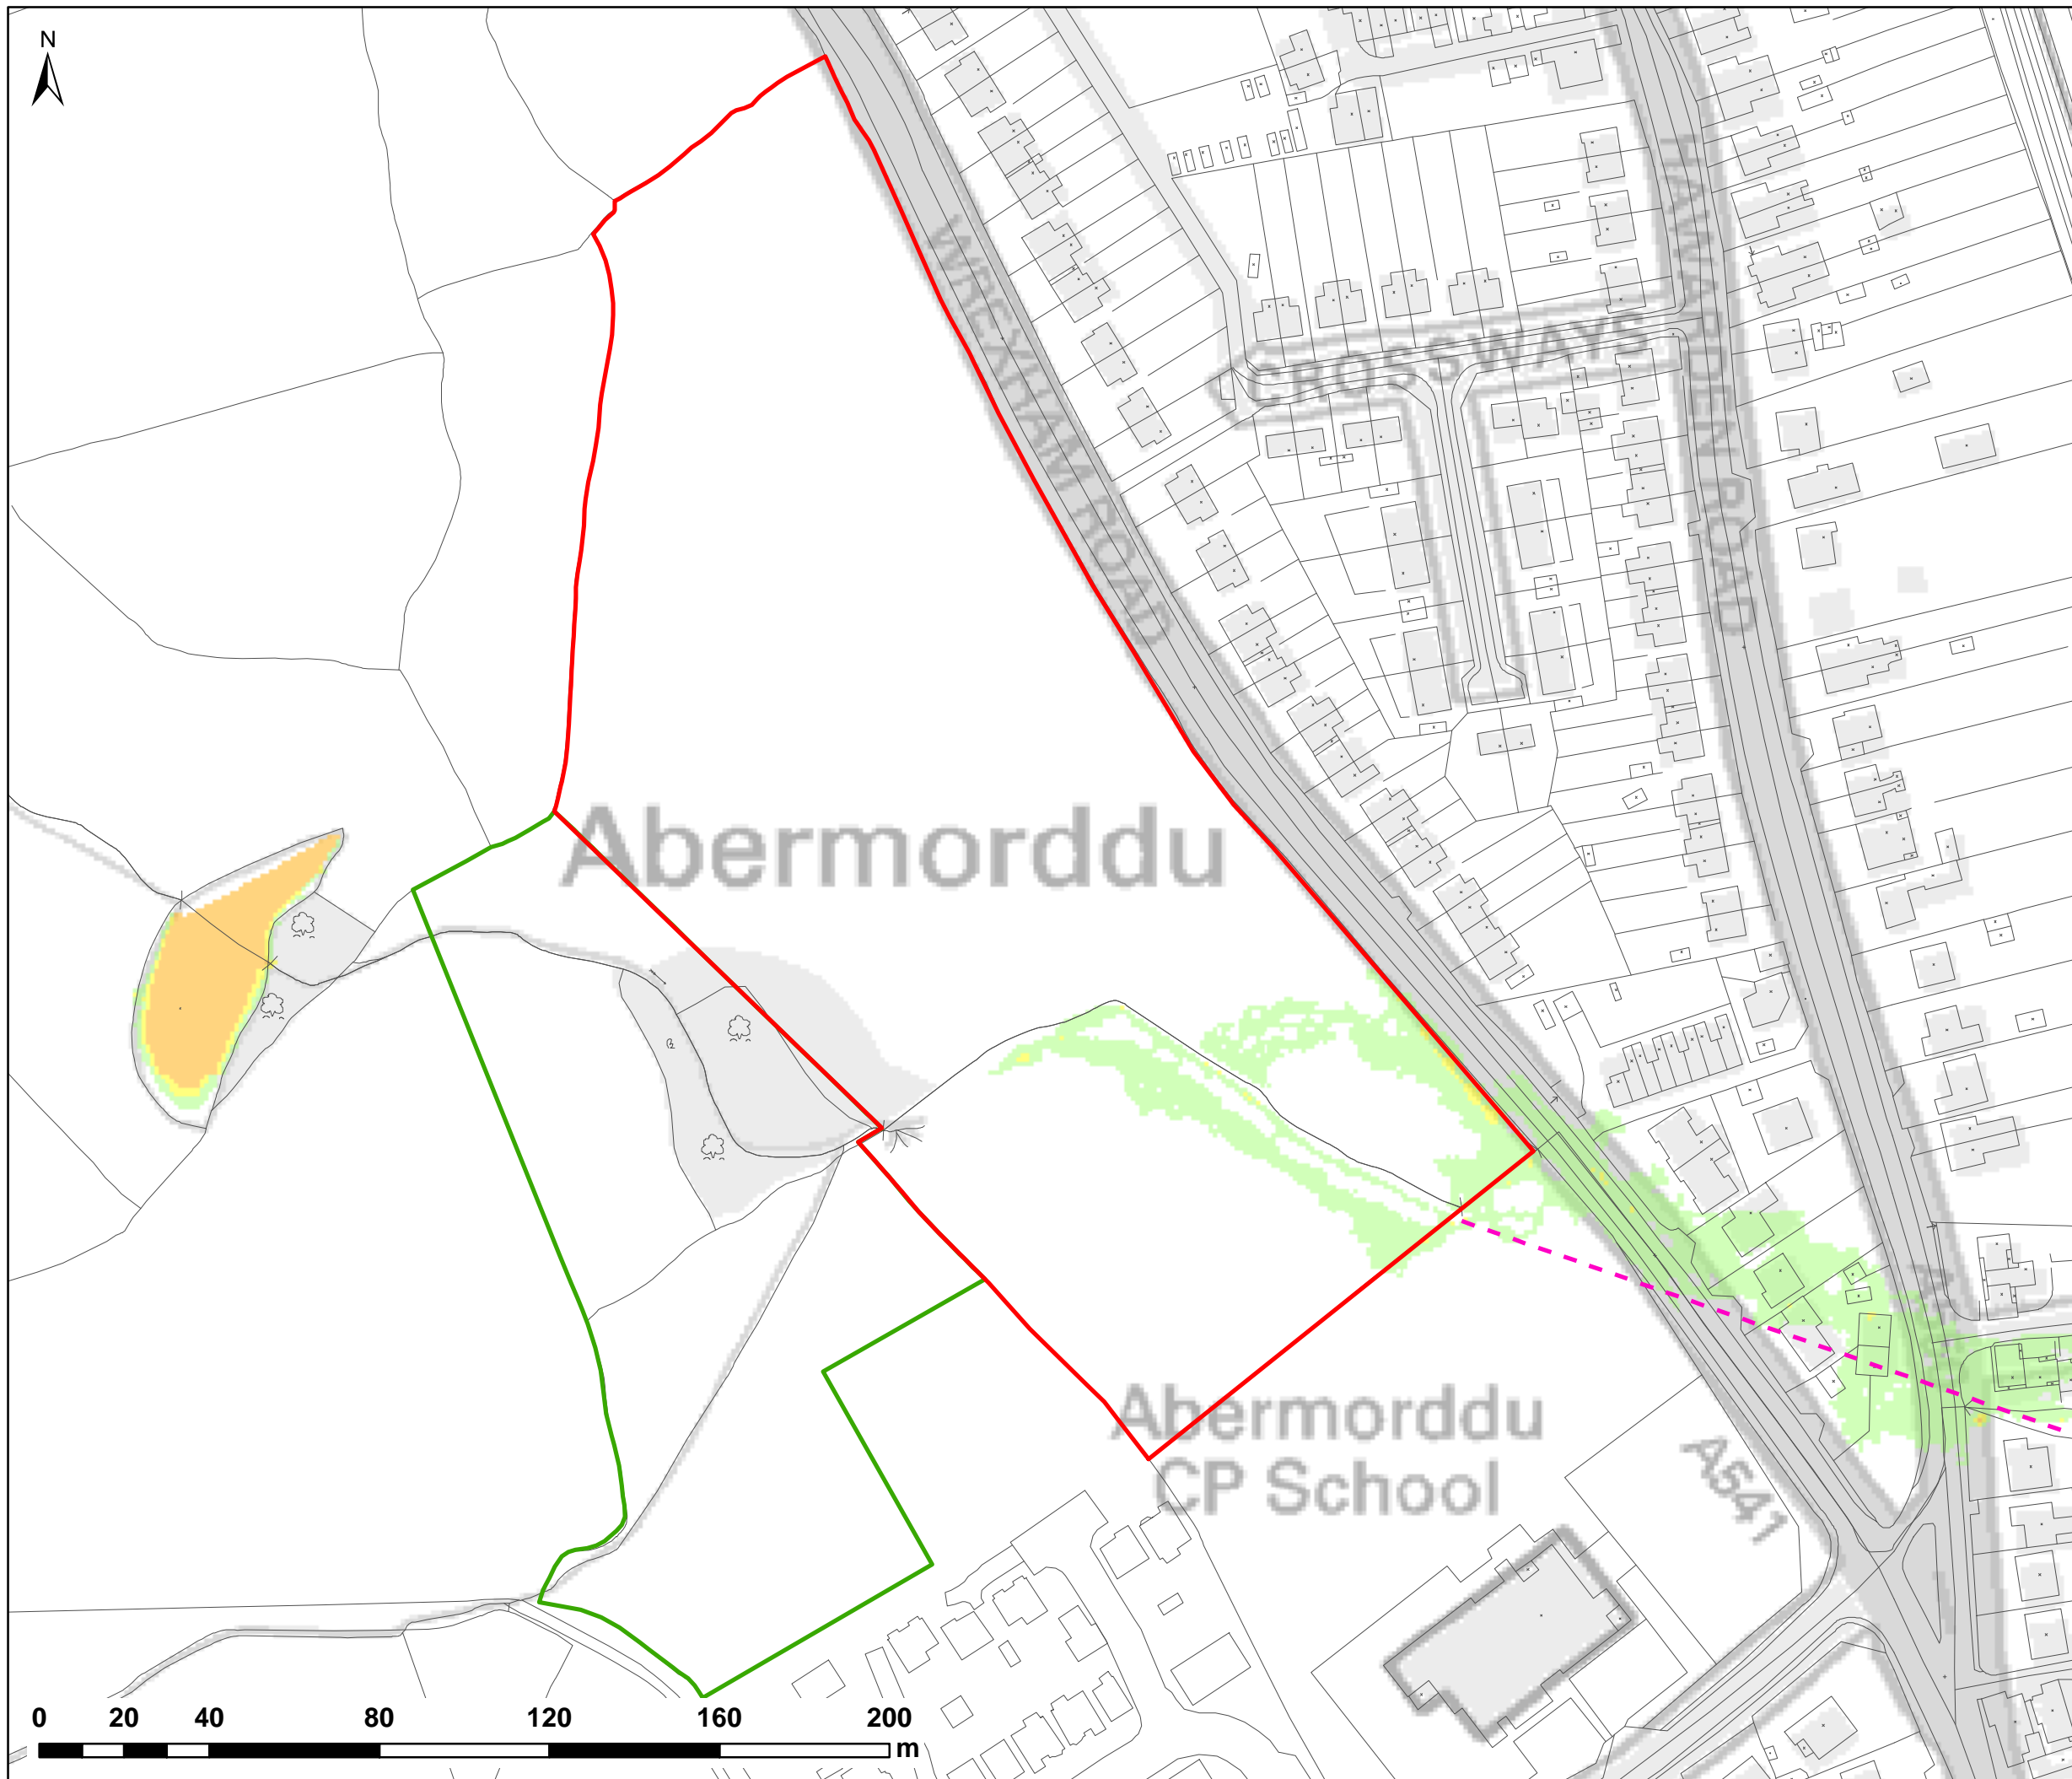 N
WREXHAM ROAD
HAWARDEN ROAD
CROSSWAYS
Abermorddu
Abermorddu
CP School
A541
0 20 40 80 120 160 200
m